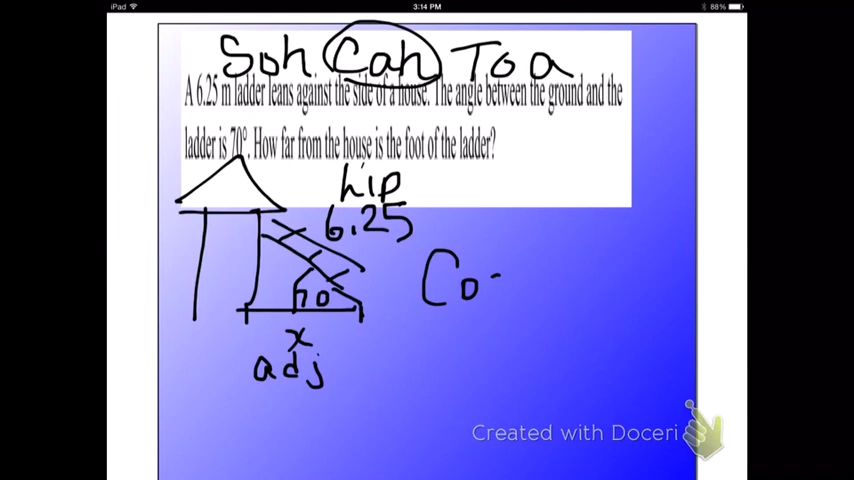 iPad 3:14 PM 88%
Soh Cah Toa
A 6.25 m ladder leans against the side of a house. The angle between the ground and the
ladder is 70°. How far from the house is the foot of the ladder?
hip
6.25
Co
70
x
adj
Created with Doceri